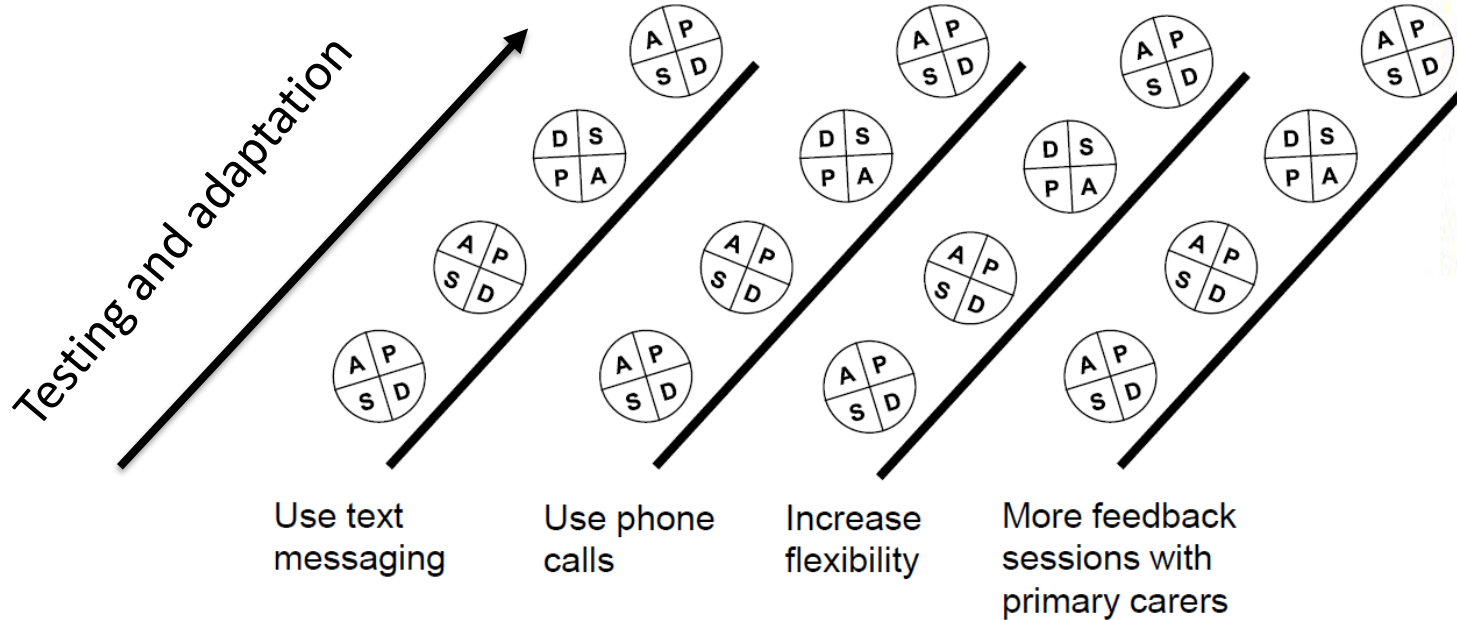 Testing and adaptation
A P
S D
D S
P A
A P
S D
A P
S D
A P
S D
D S
P A
A P
S D
A P
S D
A P
S D
D S
P A
A P
S D
A P
S D
A P
S D
D S
P A
A P
S D
A P
S D
Use text
messaging
Use phone
calls
Increase
flexibility
More feedback
sessions with
primary carers